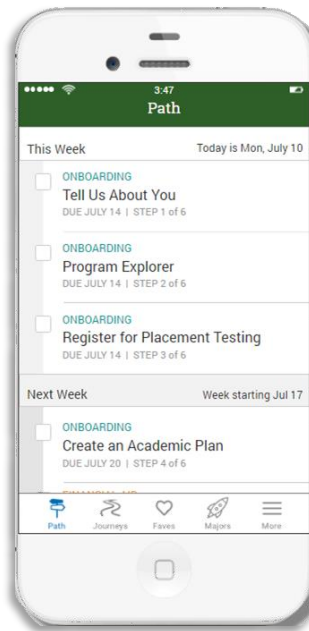 3:47
Path
This Week Today is Mon, July 10
ONBOARDING
Tell Us About You
DUE JULY 14 | STEP 1 of 6
ONBOARDING
Program Explorer
DUE JULY 14 | STEP 2 of 6
ONBOARDING
Register for Placement Testing
DUE JULY 14 | STEP 3 of 6
Next Week Week starting Jul 17
ONBOARDING
Create an Academic Plan
DUE JULY 20 | STEP 4 of 6
Path Journeys Faves Majors More